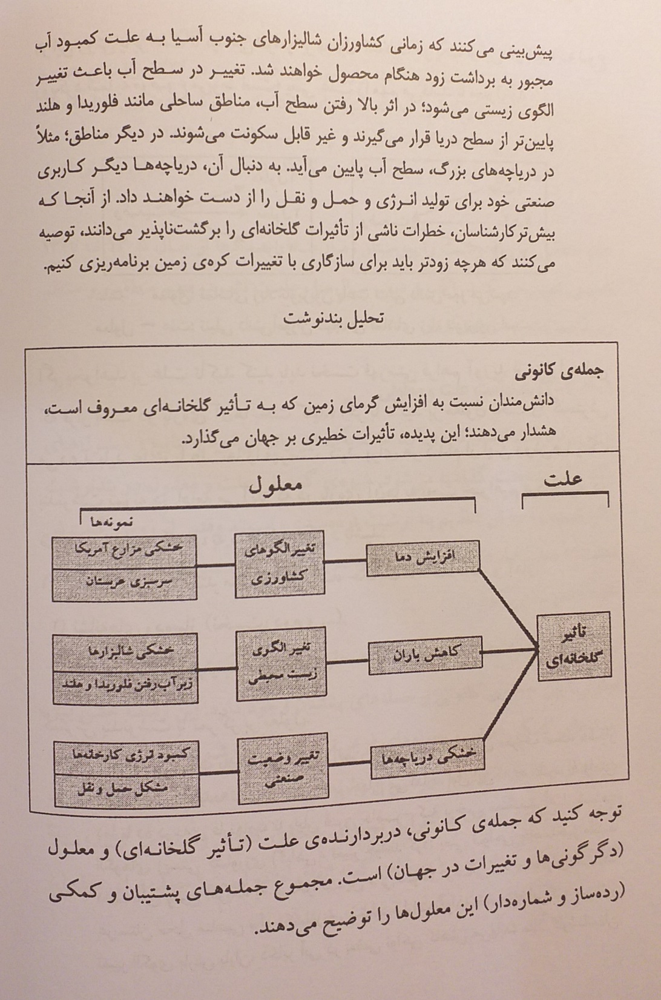 پیش‌بینی می‌کنند که زمانی کشاورزان شالیزارهای جنوب آسیا به علت کمبود آب
مجبور به برداشت زود هنگام محصول خواهند شد. تغییر در سطح آب باعث تغییر
الگوی زیستی می‌شود؛ در اثر بالا رفتن سطح آب، مناطق ساحلی مانند فلوریدا و هلند
پایین‌تر از سطح دریا قرار می‌گیرند و غیر قابل سکونت می‌شوند. در دیگر مناطق؛ مثلاً
در دریاچه‌های بزرگ، سطح آب پایین می‌آید. به دنبال آن، دریاچه‌ها دیگر کاربری
صنعتی خود برای تولید انرژی و حمل و نقل را از دست خواهند داد. از آنجا که
بیش‌تر کارشناسان، خطرات ناشی از تأثیرات گلخانه‌ای را برگشت‌ناپذیر می‌دانند، توصیه
می‌کنند که هرچه زودتر باید برای سازگاری با تغییرات کره‌ی زمین برنامه‌ریزی کنیم.
تحلیل بندنوشت
جمله‌ی کانونی
دانش‌مندان نسبت به افزایش گرمای زمین که به تأثیر گلخانه‌ای معروف است،
هشدار می‌دهند؛ این پدیده، تأثیرات خطیری بر جهان می‌گذارد.
علت
معلول
نمونه‌ها
تأثیر
گلخانه‌ای
افزایش دما
تغییر الگوهای
کشاورزی
خشکی مزارع آمریکا
سرسبزی عربستان
کاهش باران
تغیر الگوی
زیست محیطی
خشکی شالیزارها
زیر آب رفتن فلوریدا و هلند
خشکی دریاچه‌ها
تغیر وضعیت
صنعتی
کمبود انرژی کارخانه‌ها
مشکل حمل و نقل
توجه کنید که جمله‌ی کانونی، دربردارنده‌ی علت (تأثیر گلخانه‌ای) و معلول
(دگرگونی‌ها و تغییرات در جهان) است. مجموع جمله‌های پشتیبان و کمکی
(رده‌ساز و شماره‌دار) این معلول‌ها را توضیح می‌دهند.